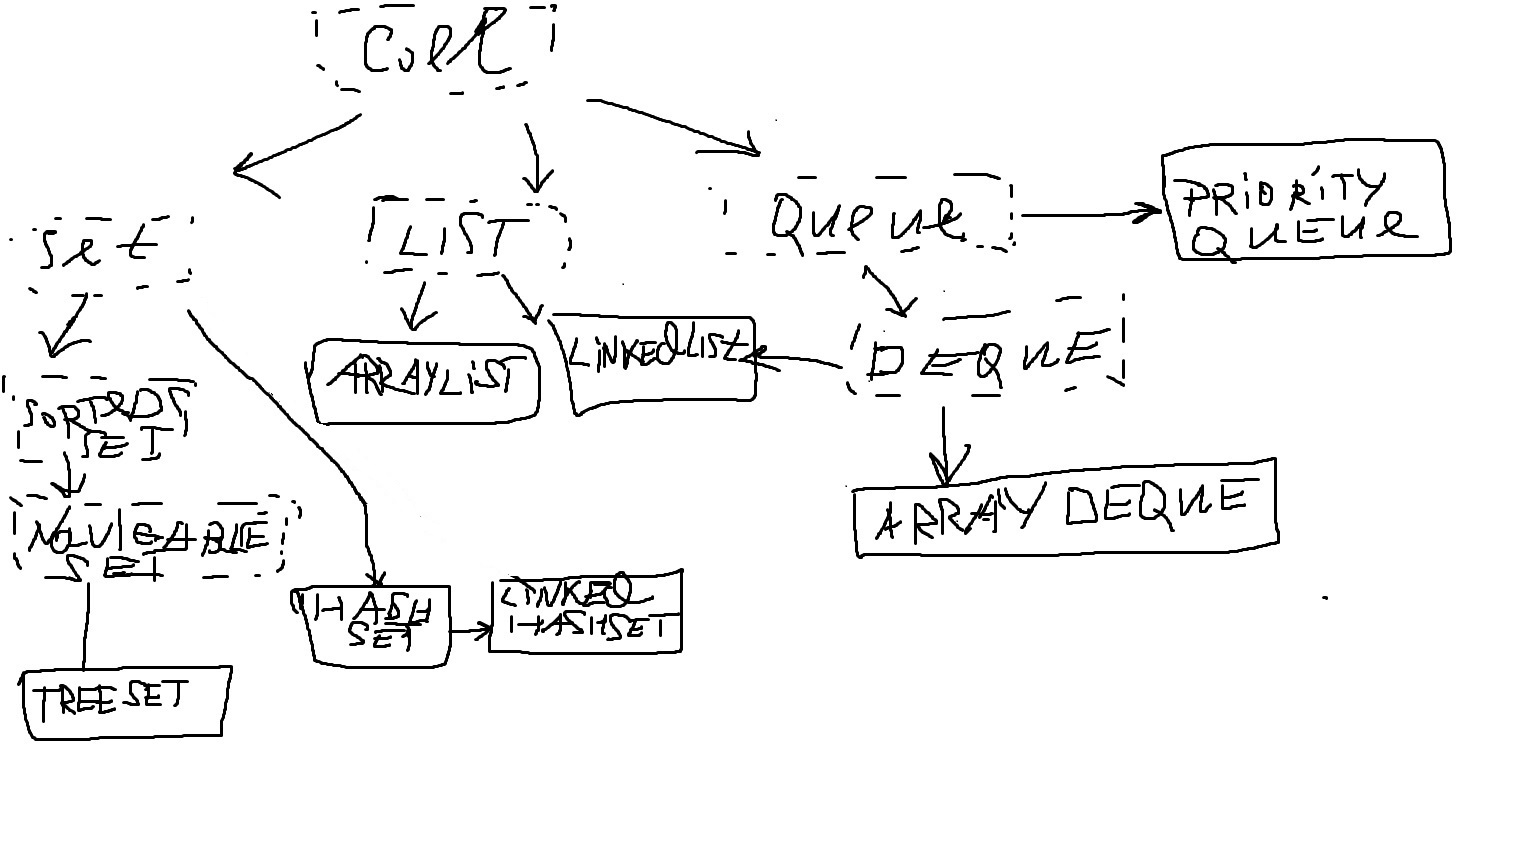 Coll
Set
LIST
Queue
PRIORITY
QUEUE
ARRAYLIST
LINKEDLIST
DEQUE
SORTEDS
SET
NAVIGABLE
SET
ARRAY DEQUE
HASH
SET
LINKED
HASHSET
TREESET